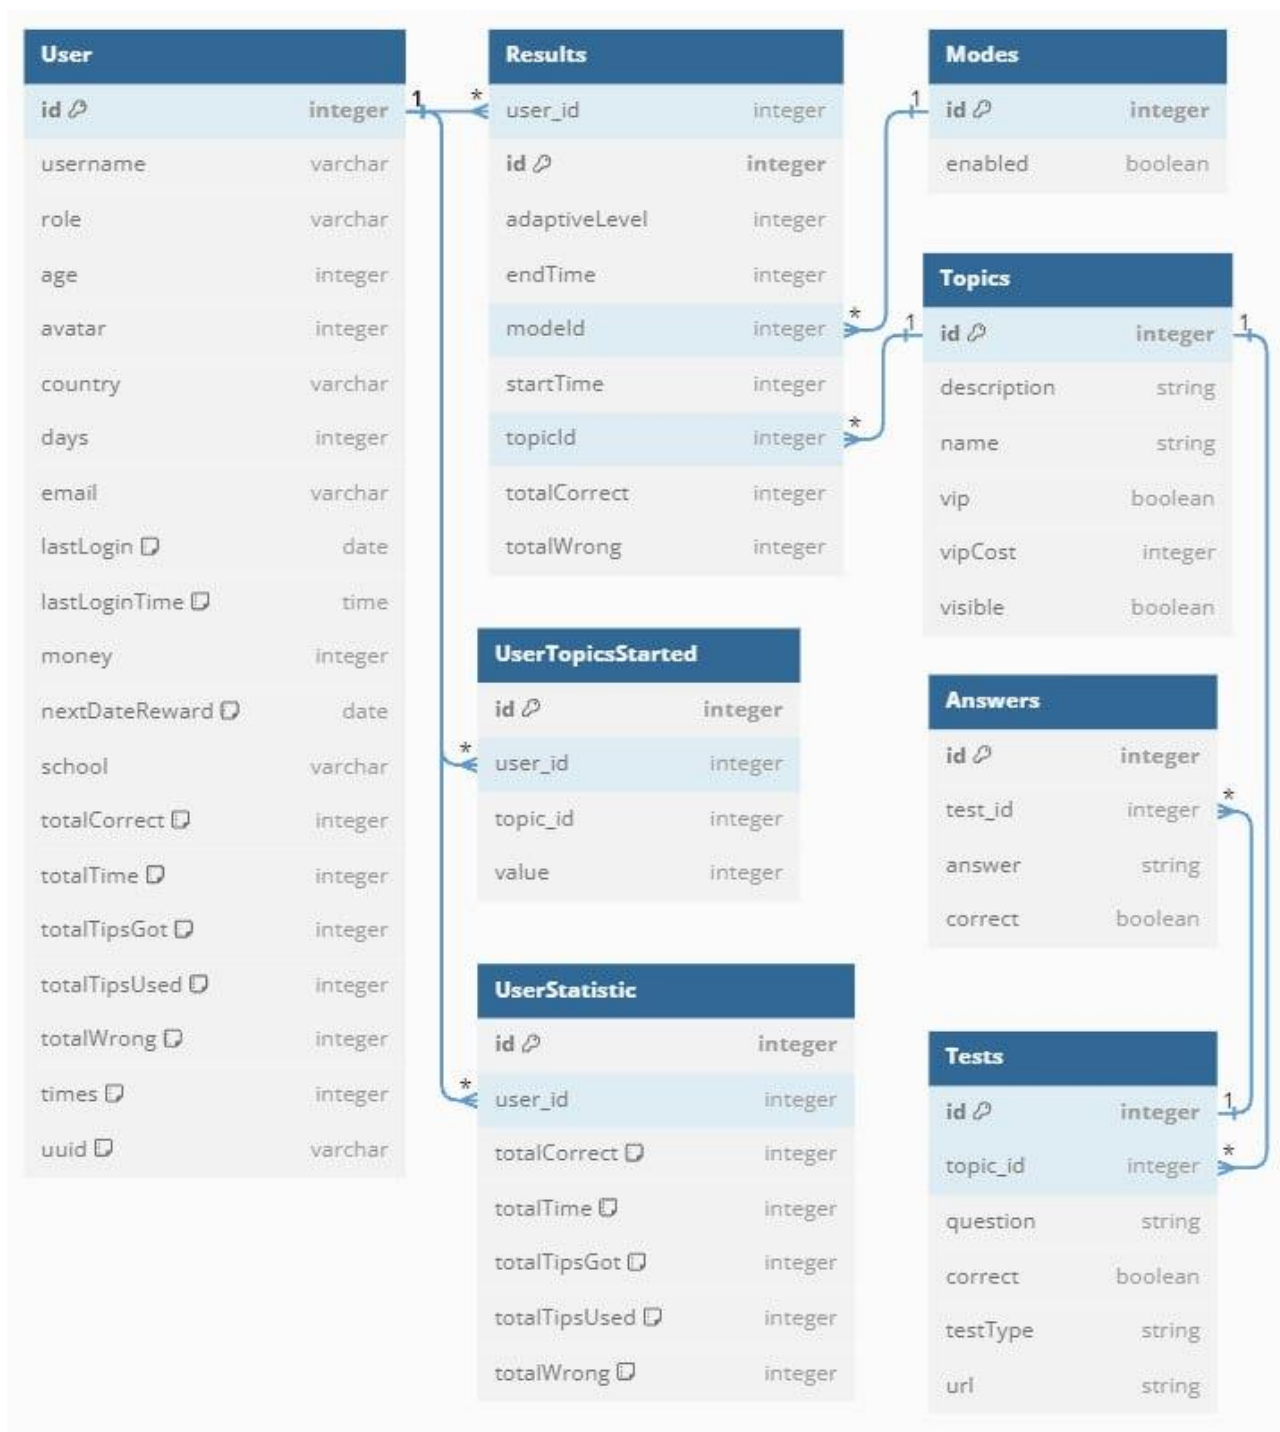 User
id integer
username varchar
role varchar
age integer
avatar integer
country varchar
days integer
email varchar
lastLogin date
lastLoginTime time
money integer
nextDateReward date
school varchar
totalCorrect integer
totalTime integer
totalTipsGot integer
totalTipsUsed integer
totalWrong integer
times integer
uuid varchar
1 *
Results
user_id integer
id integer
adaptiveLevel integer
endTime integer
modeId integer *
startTime integer
topicId integer *
totalCorrect integer
totalWrong integer
UserTopicsStarted
id integer
* user_id integer
topic_id integer
value integer
UserStatistic
id integer
* user_id integer
totalCorrect integer
totalTime integer
totalTipsGot integer
totalTipsUsed integer
totalWrong integer
Modes
1 id integer
enabled boolean
Topics
1 id integer 1
description string
name string
vip boolean
vipCost integer
visible boolean
Answers
id integer
test_id integer *
answer string
correct boolean
Tests
id integer 1
topic_id integer *
question string
correct boolean
testType string
url string